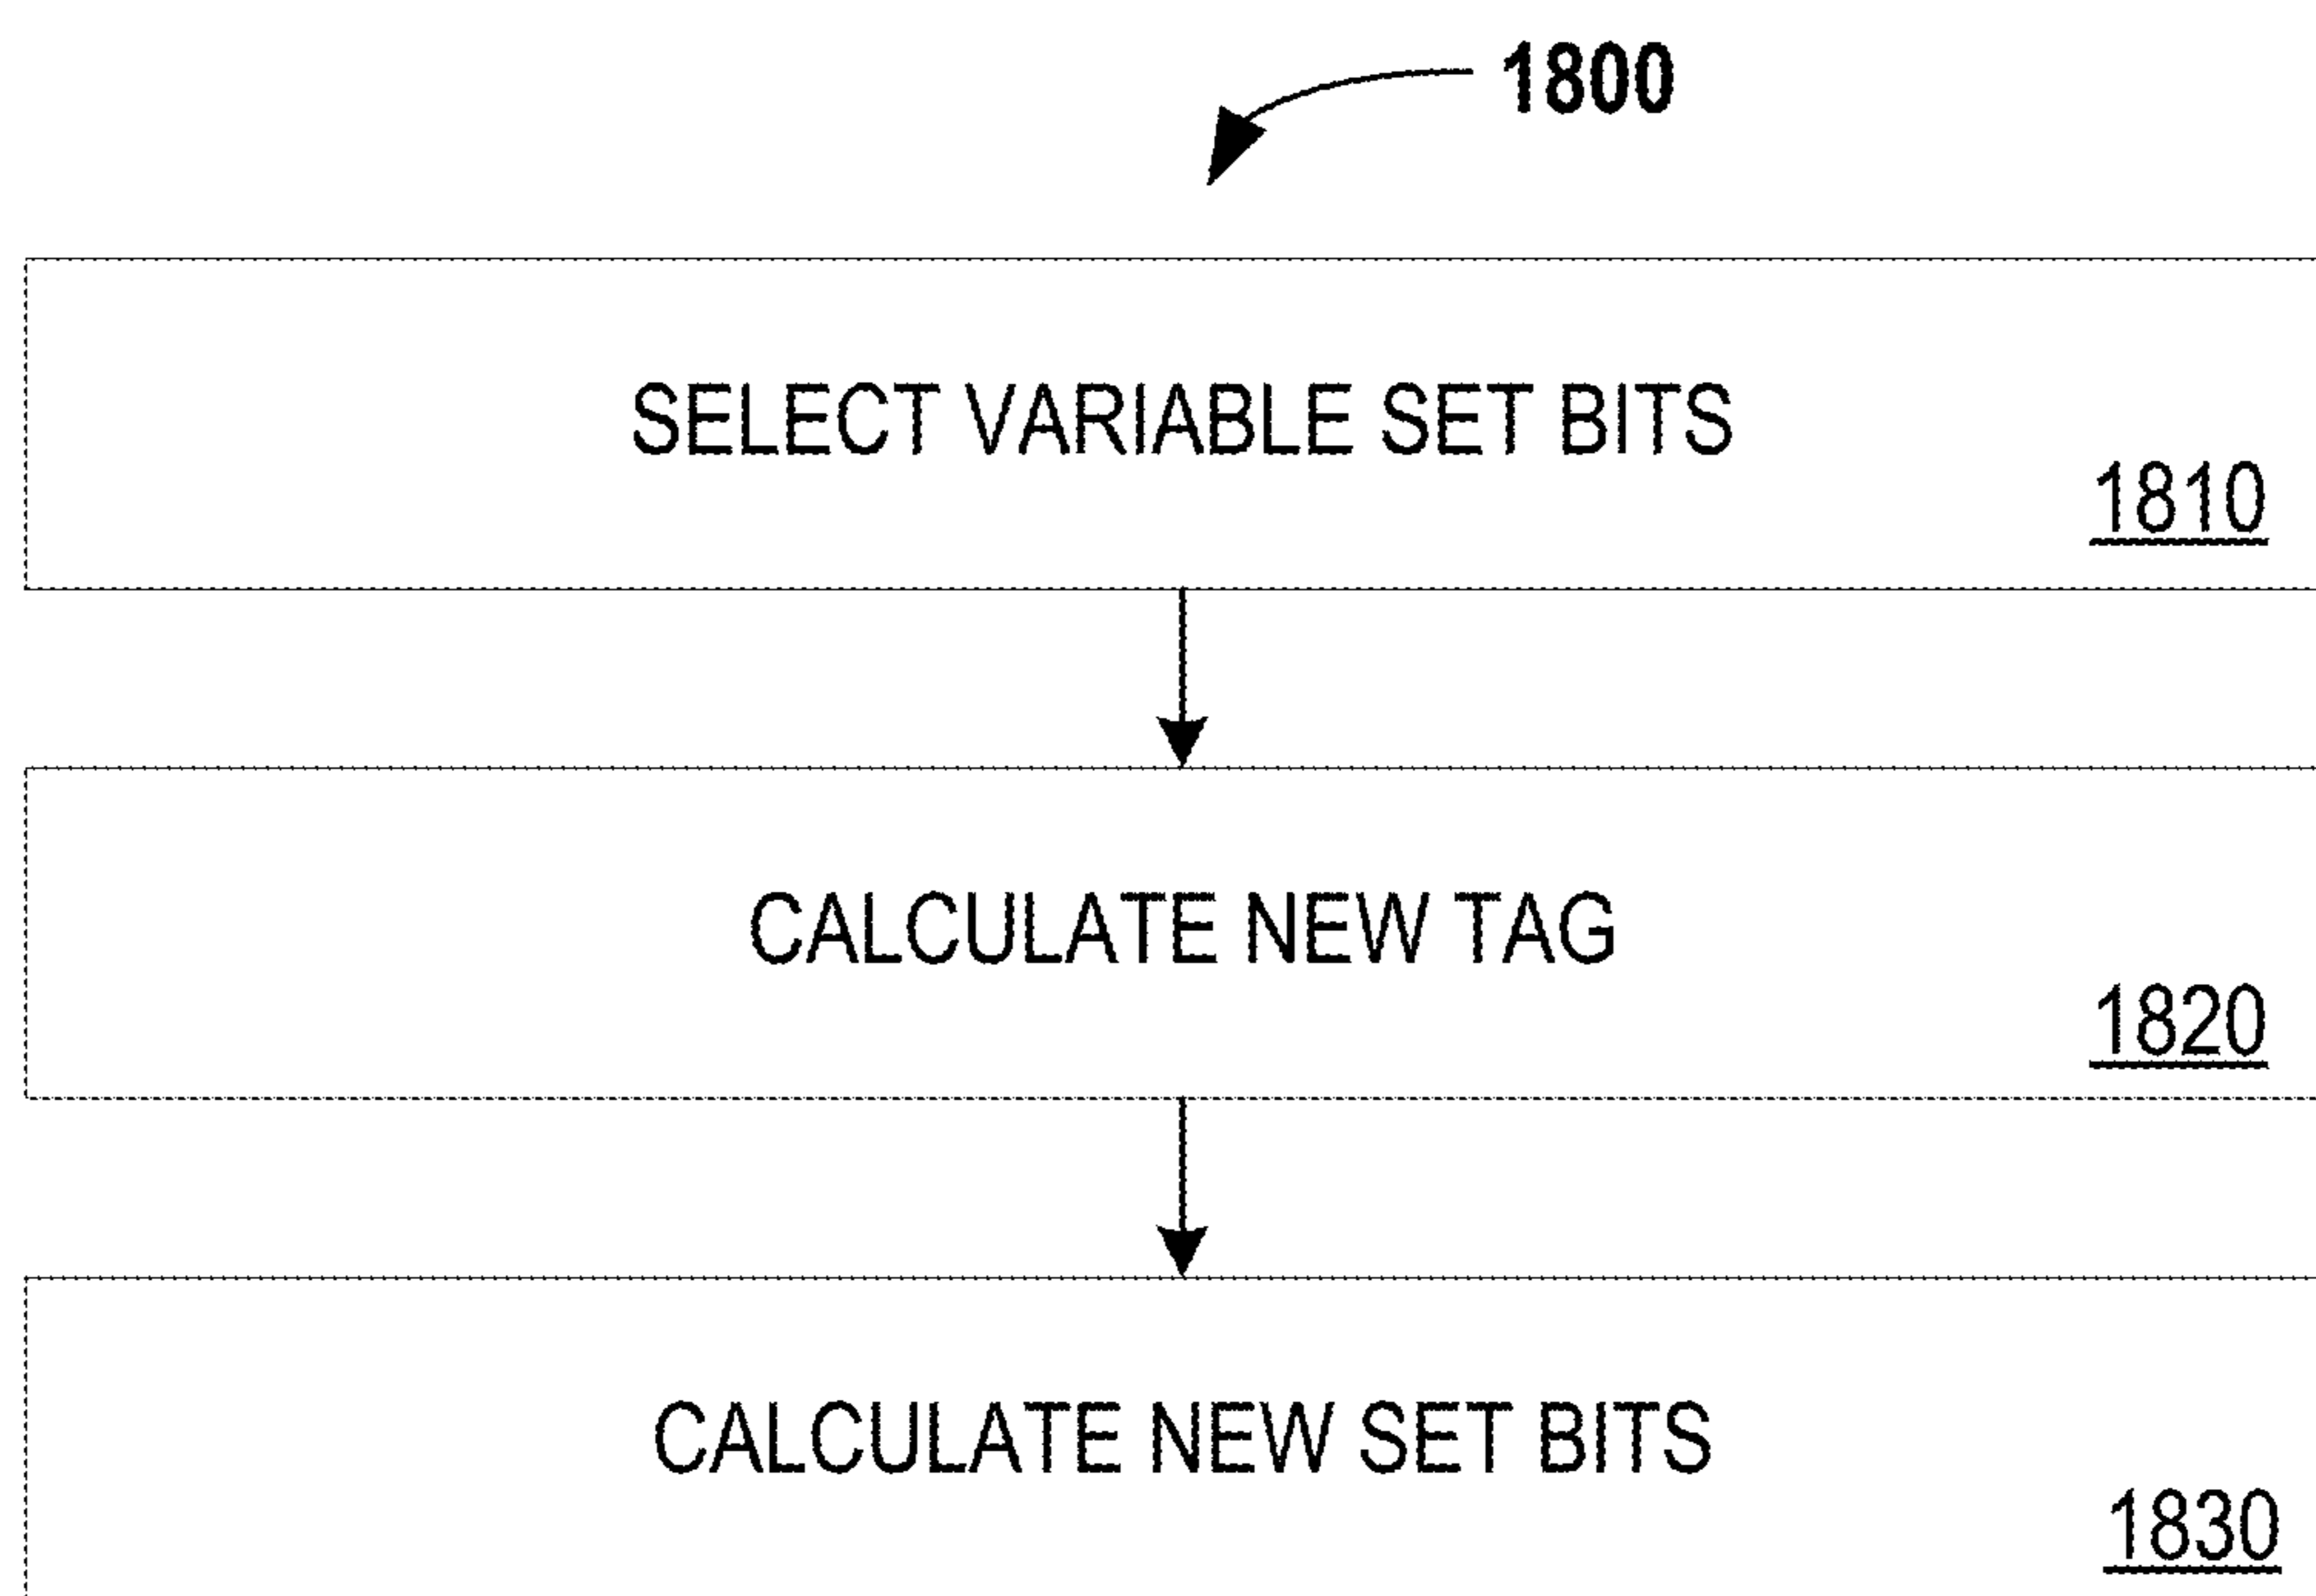 1800
SELECT VARIABLE SET BITS
1810
CALCULATE NEW TAG
1820
CALCULATE NEW SET BITS
1830